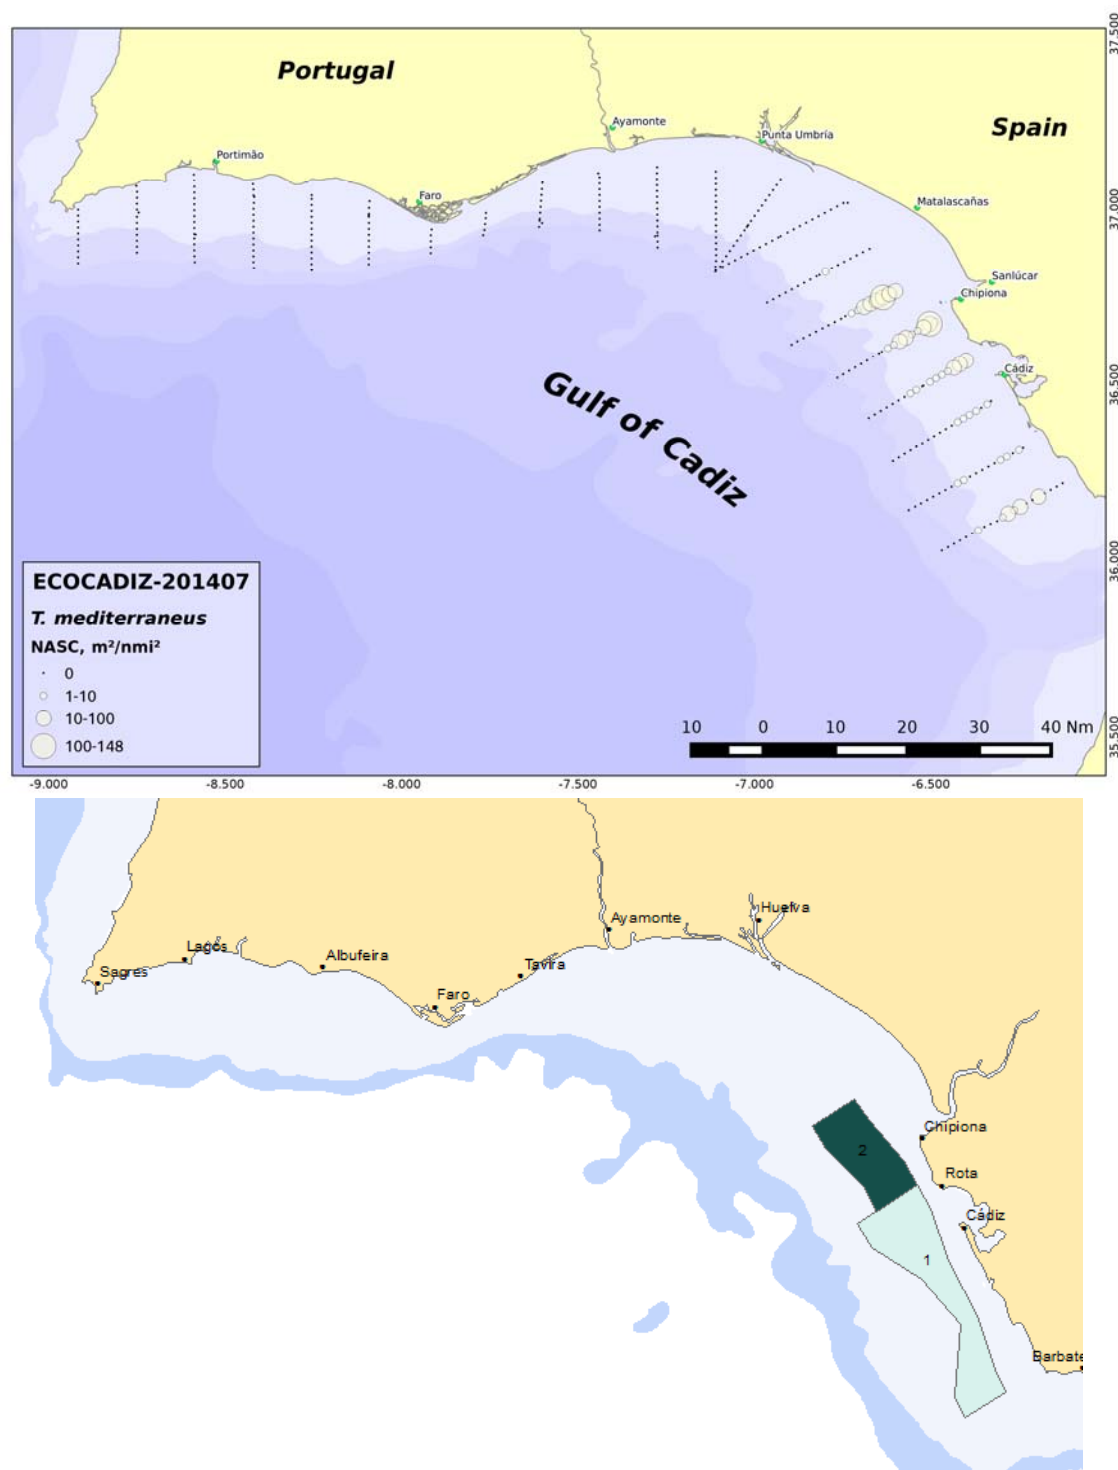 Portugal
Spain
Ayamonte
Punta Umbría
Portimão
Faro
Matalascañas
Sanlúcar
Chipiona
Cádiz
Gulf of Cadiz
37.500
37.000
36.500
36.000
35.500
ECOCADIZ-201407
T. mediterraneus
NASC, m²/nmi²
0
1-10
10-100
100-148
10 0 10 20 30 40 Nm
-9.000 -8.500 -8.000 -7.500 -7.000 -6.500
Huelva
Ayamonte
Lagos
Albufeira
Tavira
Sagres
Faro
Chipiona
2
Rota
Cádiz
1
Barbate